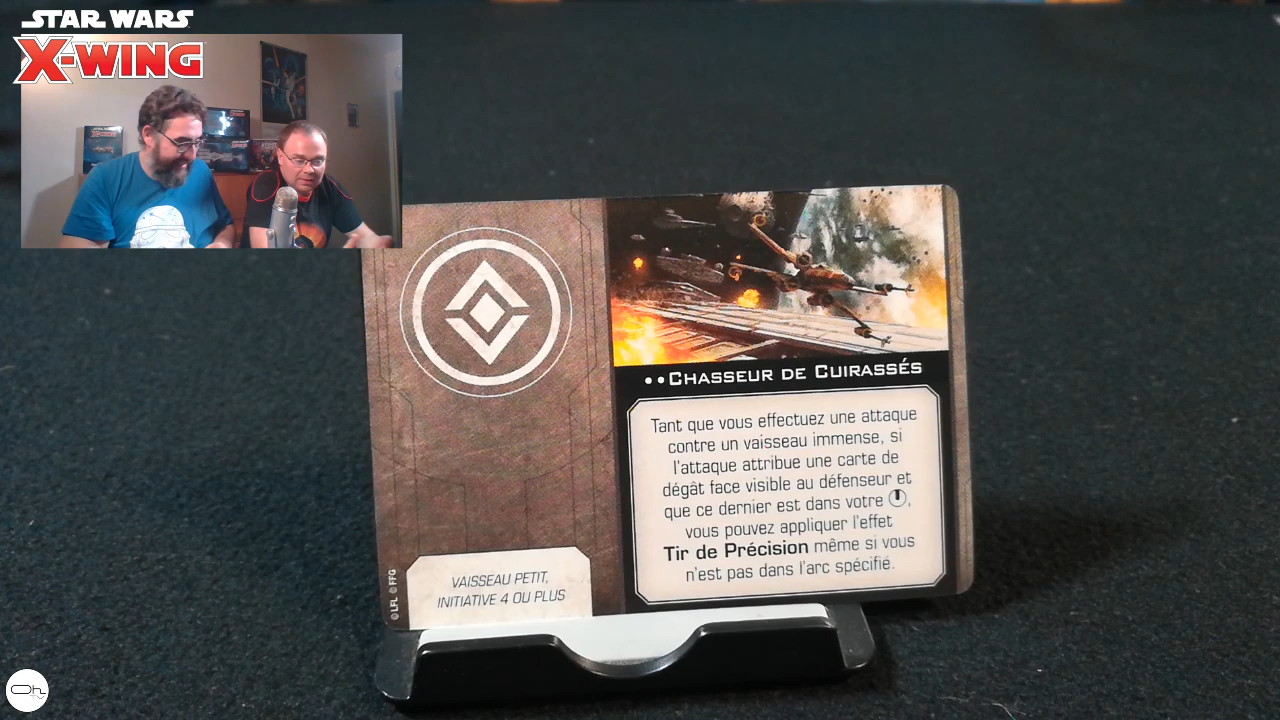 STAR WARS
X-WING
••CHASSEUR DE CUIRASSÉS
Tant que vous effectuez une attaque
contre un vaisseau immense, si
l'attaque attribue une carte de
dégât face visible au défenseur et
que ce dernier est dans votre ,
vous pouvez appliquer l'effet
Tir de Précision même si vous
n'est pas dans l'arc spécifié.
VAISSEAU PETIT,
INITIATIVE 4 OU PLUS
© LFL © FFG
Oh